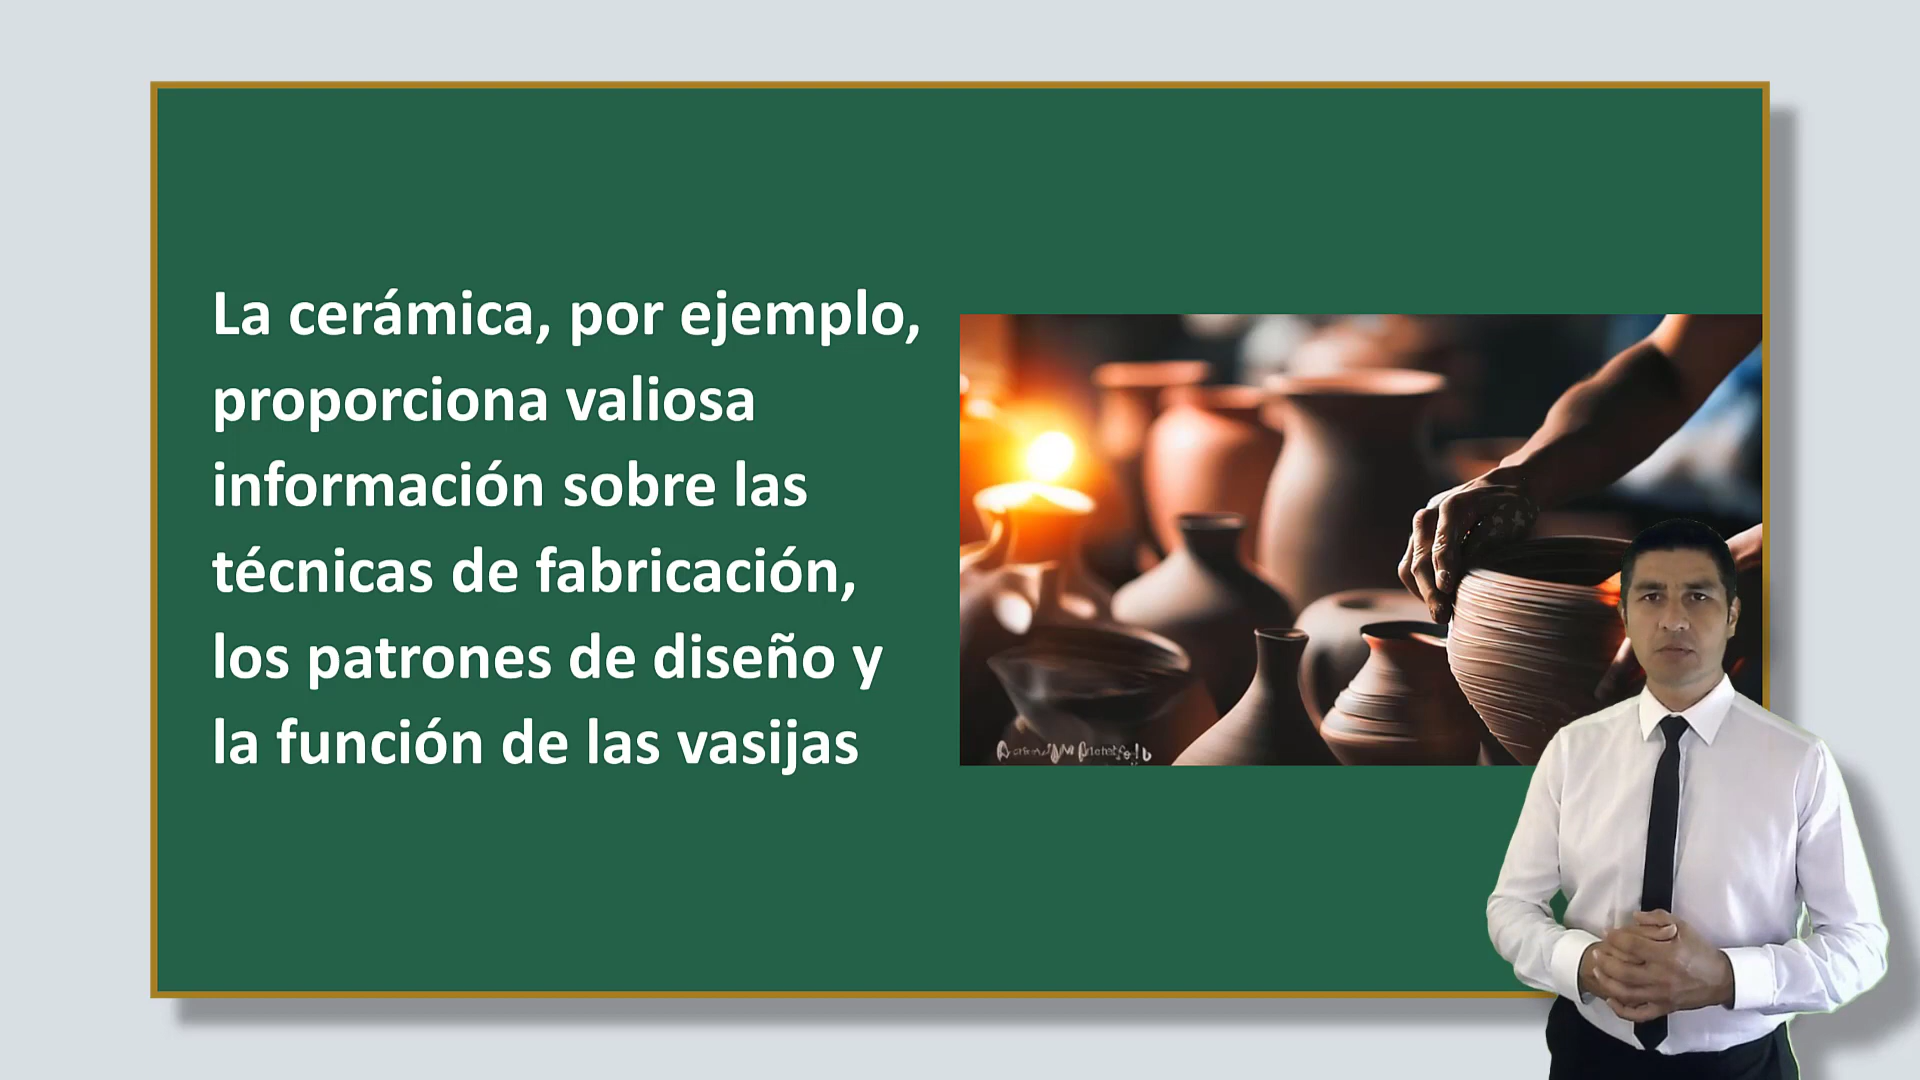 La cerámica, por ejemplo,
proporciona valiosa
información sobre las
técnicas de fabricación,
los patrones de diseño y
la función de las vasijas